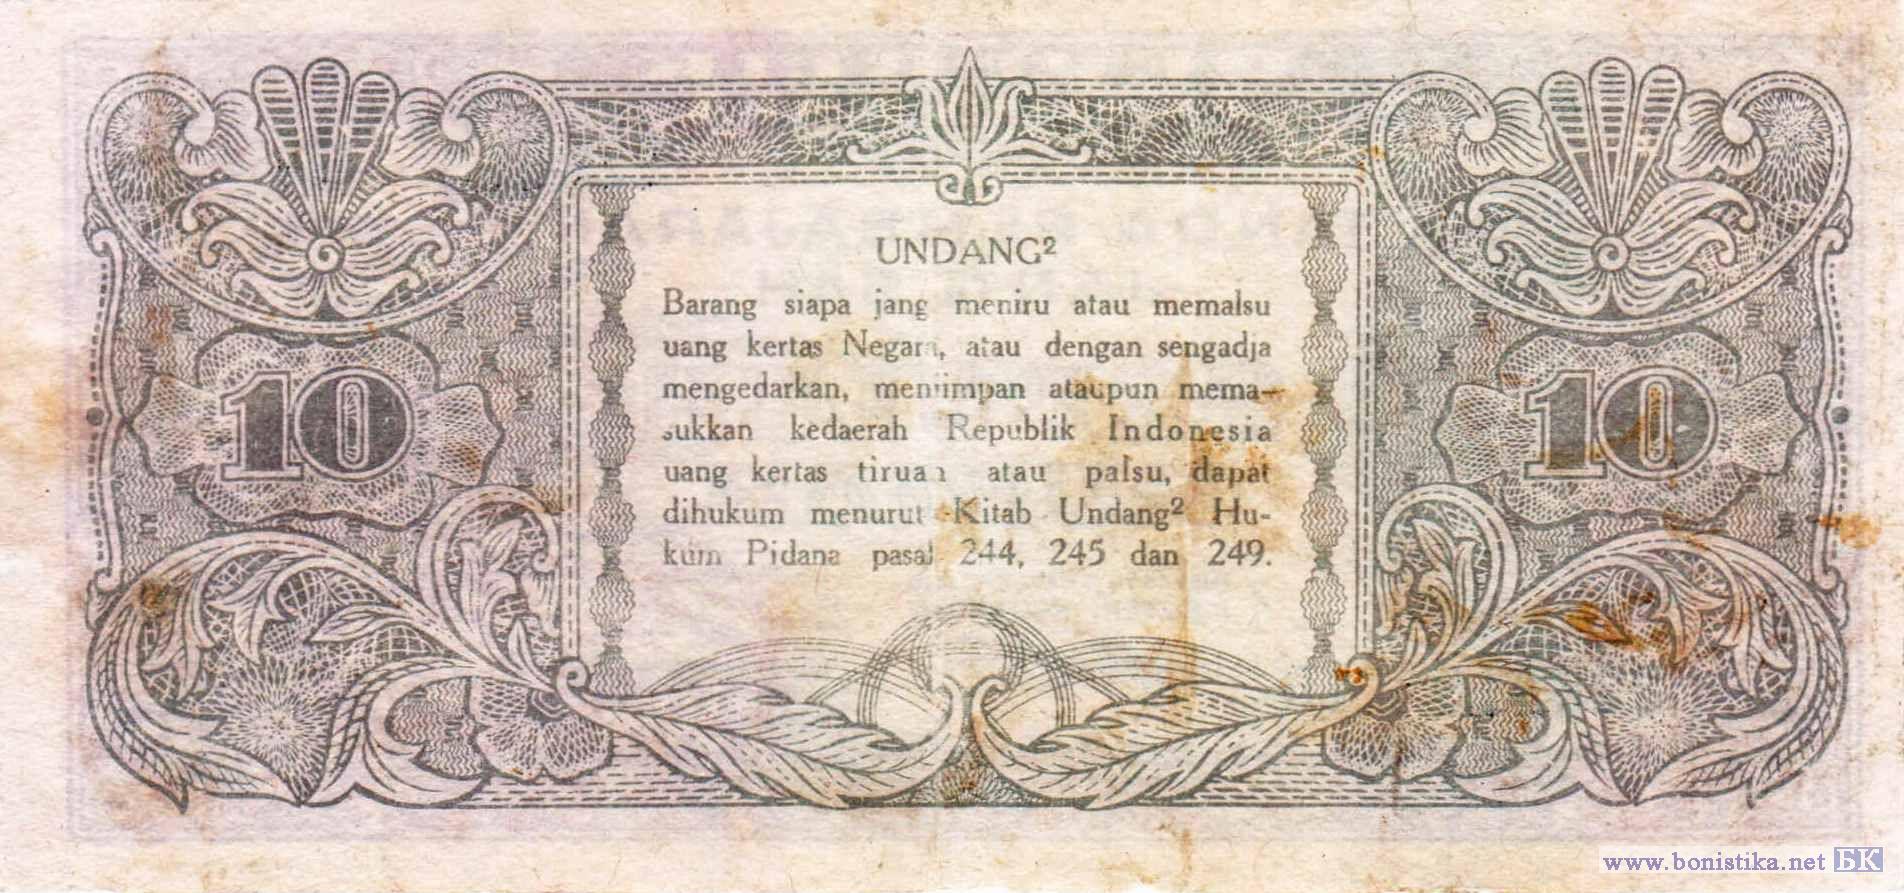 UNDANG²
Barang siapa jang meniru atau memalsu
uang kertas Negara, atau dengan sengadja
mengedarkan, menjimpan ataupun mema-
sukkan kedaerah Republik Indonesia
uang kertas tiruan atau palsu, dapat
dihukum menurut Kitab Undang² Hu-
kum Pidana pasal 244, 245 dan 249.
10
10
www.bonistika.net БК